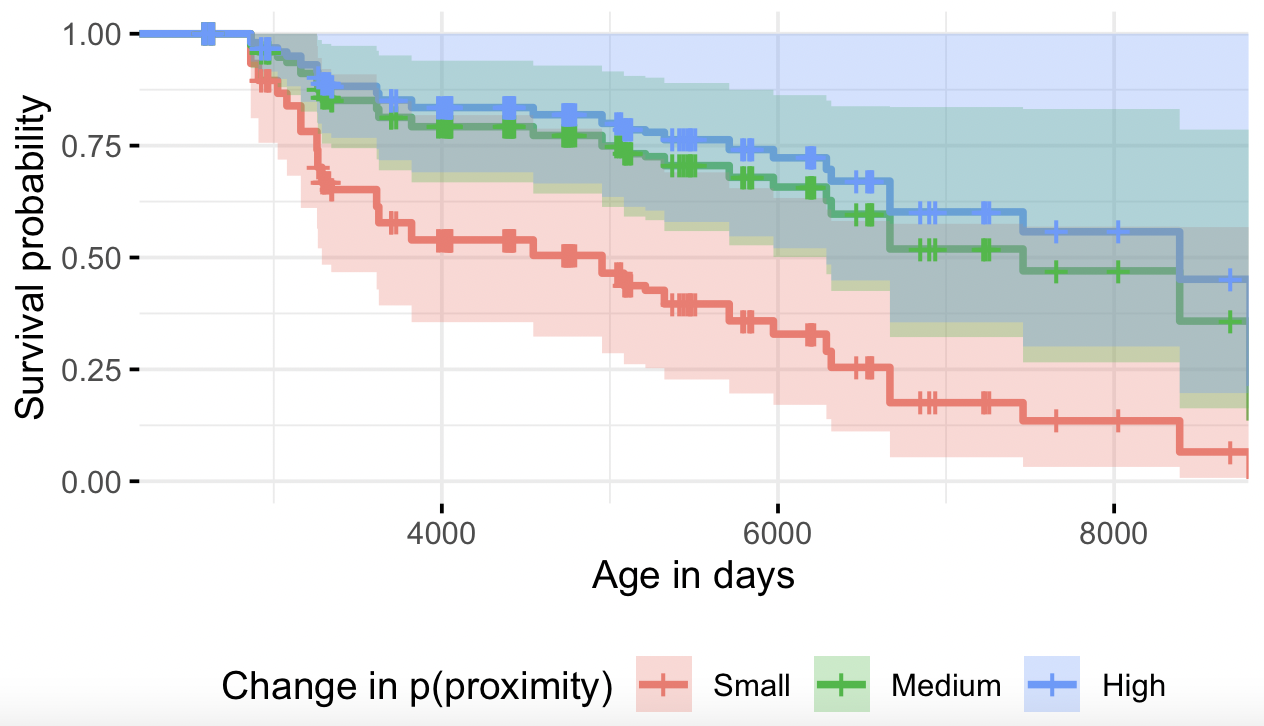 1.00
0.75
0.50
0.25
0.00
Survival probability
4000 6000 8000
Age in days
Change in p(proximity) Small Medium High